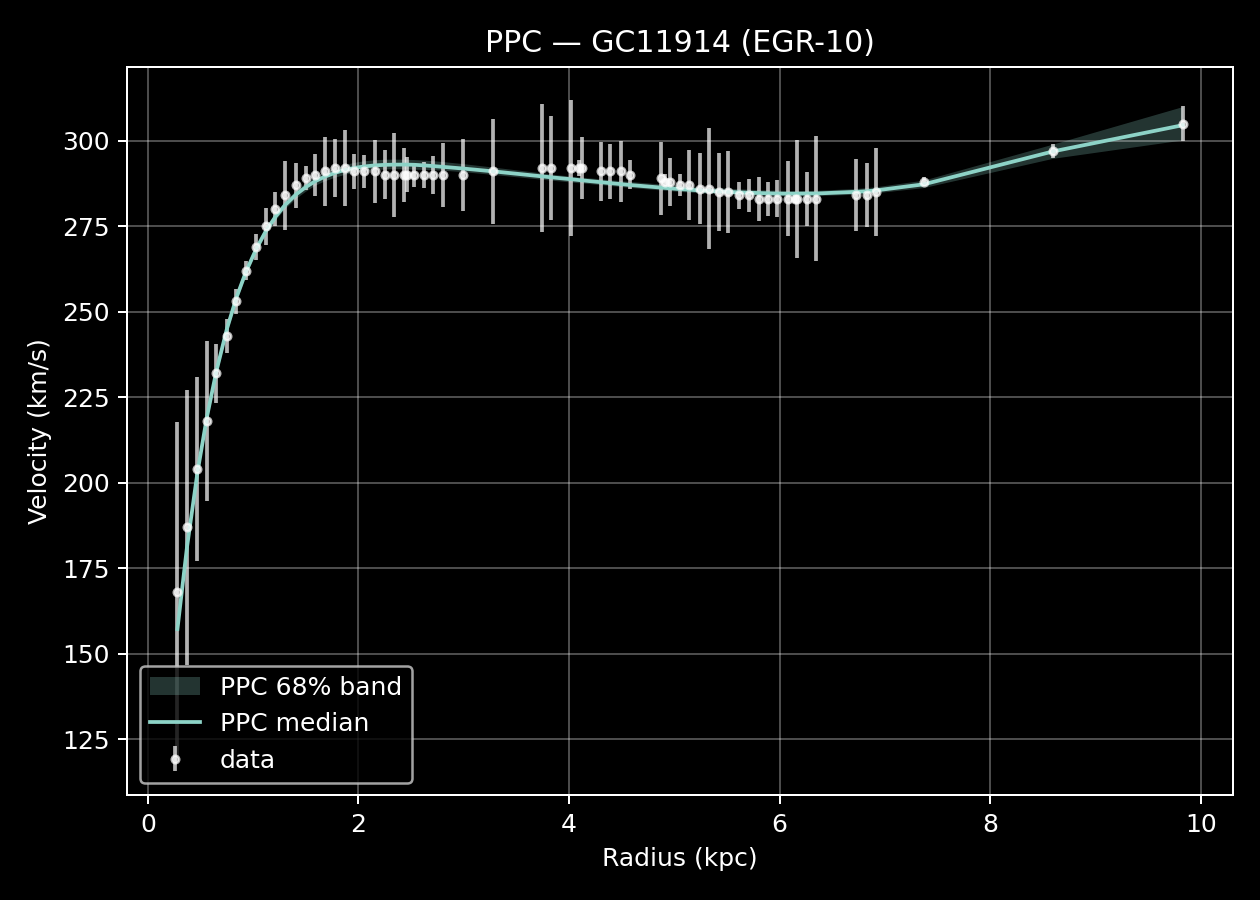 PPC — GC11914 (EGR-10)
300
275
250
225
200
175
150
125
Velocity (km/s)
PPC 68% band
PPC median
data
0 2 4 6 8 10
Radius (kpc)